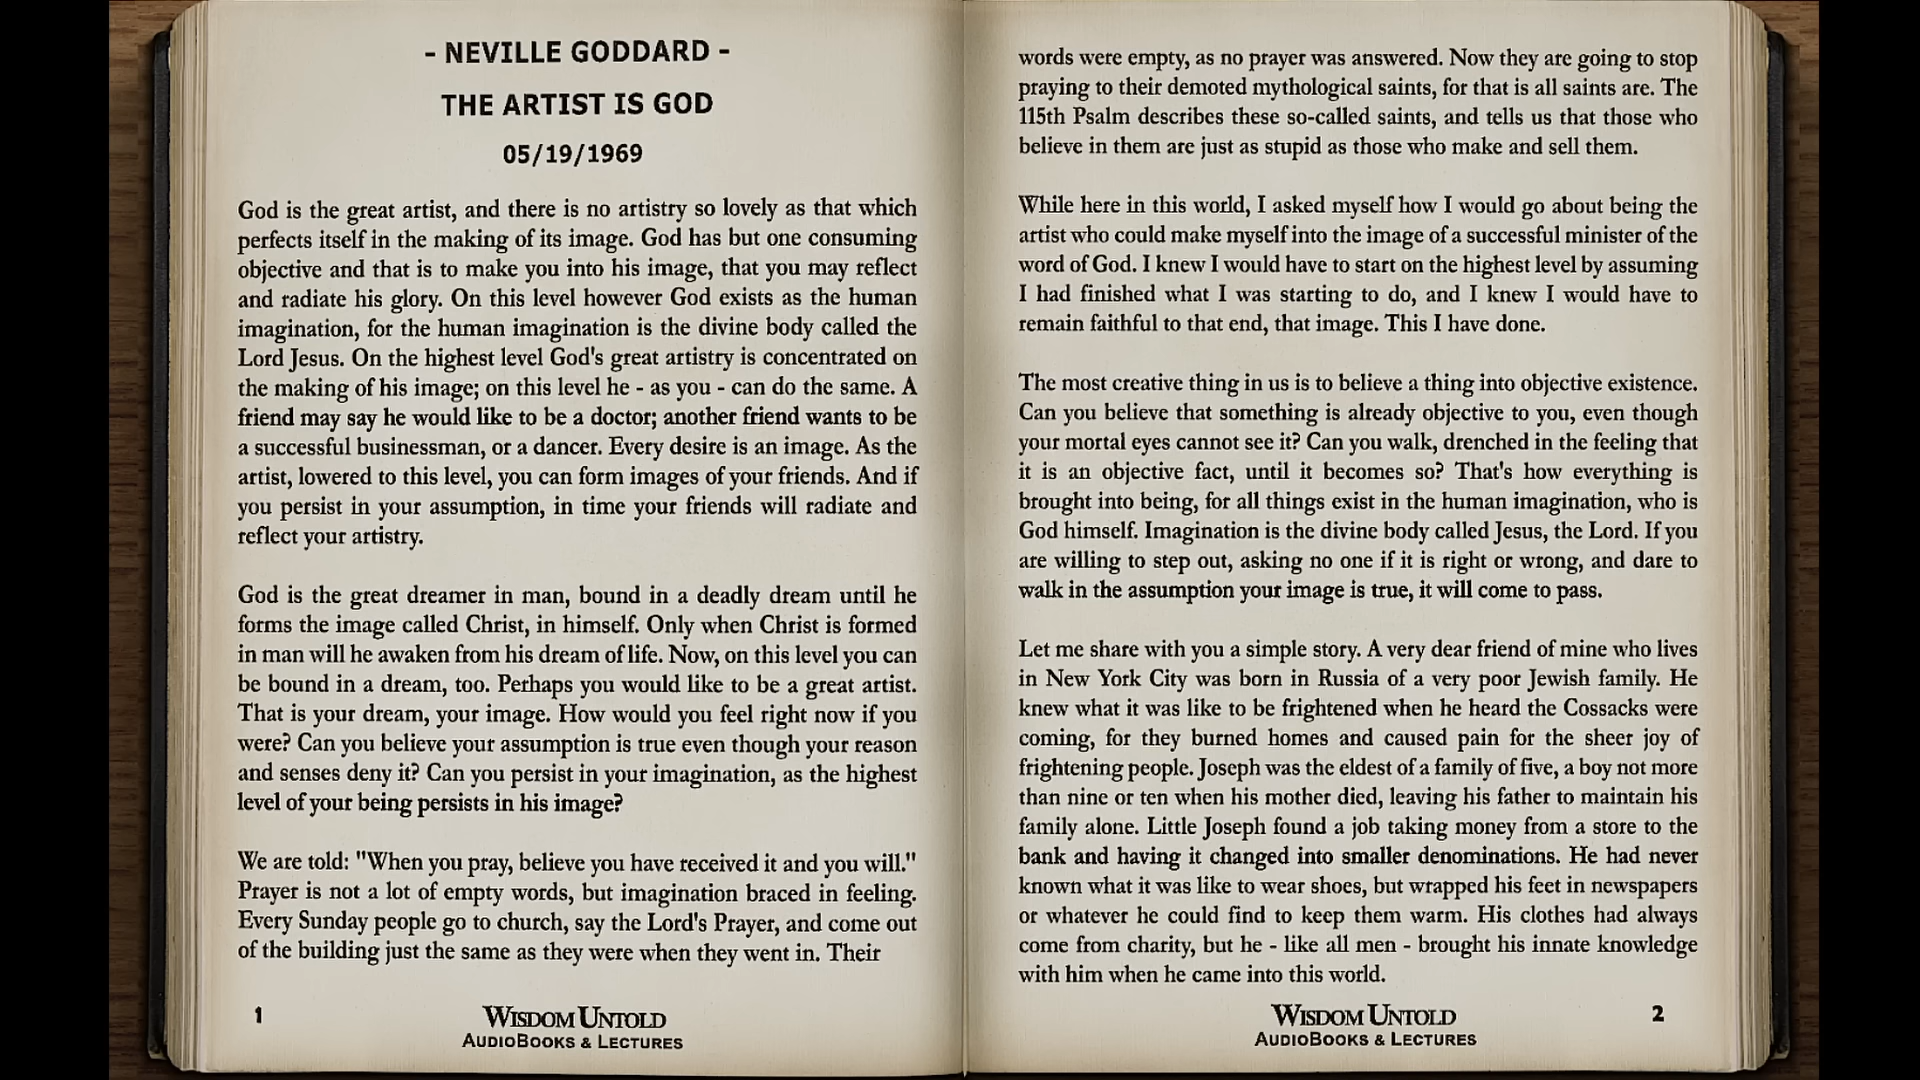 - NEVILLE GODDARD -
THE ARTIST IS GOD
05/19/1969
God is the great artist, and there is no artistry so lovely as that which
perfects itself in the making of its image. God has but one consuming
objective and that is to make you into his image, that you may reflect
and radiate his glory. On this level however God exists as the human
imagination, for the human imagination is the divine body called the
Lord Jesus. On the highest level God's great artistry is concentrated on
the making of his image; on this level he - as you - can do the same. A
friend may say he would like to be a doctor; another friend wants to be
a successful businessman, or a dancer. Every desire is an image. As the
artist, lowered to this level, you can form images of your friends. And if
you persist in your assumption, in time your friends will radiate and
reflect your artistry.
God is the great dreamer in man, bound in a deadly dream until he
forms the image called Christ, in himself. Only when Christ is formed
in man will he awaken from his dream of life. Now, on this level you can
be bound in a dream, too. Perhaps you would like to be a great artist.
That is your dream, your image. How would you feel right now if you
were? Can you believe your assumption is true even though your reason
and senses deny it? Can you persist in your imagination, as the highest
level of your being persists in his image?
We are told: "When you pray, believe you have received it and you will."
Prayer is not a lot of empty words, but imagination braced in feeling.
Every Sunday people go to church, say the Lord's Prayer, and come out
of the building just the same as they were when they went in. Their
1
WISDOM UNTOLD
AUDIOBOOKS & LECTURES
words were empty, as no prayer was answered. Now they are going to stop
praying to their demoted mythological saints, for that is all saints are. The
115th Psalm describes these so-called saints, and tells us that those who
believe in them are just as stupid as those who make and sell them.
While here in this world, I asked myself how I would go about being the
artist who could make myself into the image of a successful minister of the
word of God. I knew I would have to start on the highest level by assuming
I had finished what I was starting to do, and I knew I would have to
remain faithful to that end, that image. This I have done.
The most creative thing in us is to believe a thing into objective existence.
Can you believe that something is already objective to you, even though
your mortal eyes cannot see it? Can you walk, drenched in the feeling that
it is an objective fact, until it becomes so? That's how everything is
brought into being, for all things exist in the human imagination, who is
God himself. Imagination is the divine body called Jesus, the Lord. If you
are willing to step out, asking no one if it is right or wrong, and dare to
walk in the assumption your image is true, it will come to pass.
Let me share with you a simple story. A very dear friend of mine who lives
in New York City was born in Russia of a very poor Jewish family. He
knew what it was like to be frightened when he heard the Cossacks were
coming, for they burned homes and caused pain for the sheer joy of
frightening people. Joseph was the eldest of a family of five, a boy not more
than nine or ten when his mother died, leaving his father to maintain his
family alone. Little Joseph found a job taking money from a store to the
bank and having it changed into smaller denominations. He had never
known what it was like to wear shoes, but wrapped his feet in newspapers
or whatever he could find to keep them warm. His clothes had always
come from charity, but he - like all men - brought his innate knowledge
with him when he came into this world.
WISDOM UNTOLD
AUDIOBOOKS & LECTURES
2